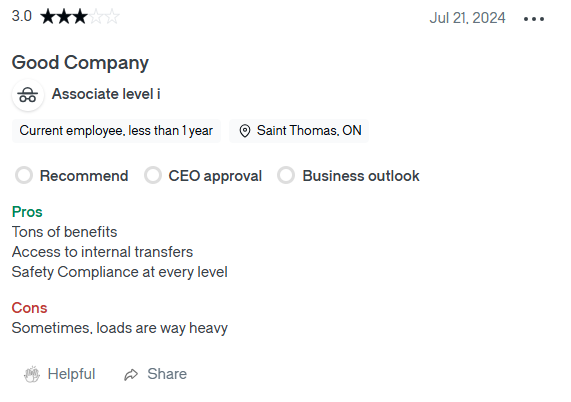 3.0
Jul 21, 2024
Good Company
Associate level i
Current employee, less than 1 year
Saint Thomas, ON
Recommend
CEO approval
Business outlook
Pros
Tons of benefits
Access to internal transfers
Safety Compliance at every level
Cons
Sometimes, loads are way heavy
Helpful
Share